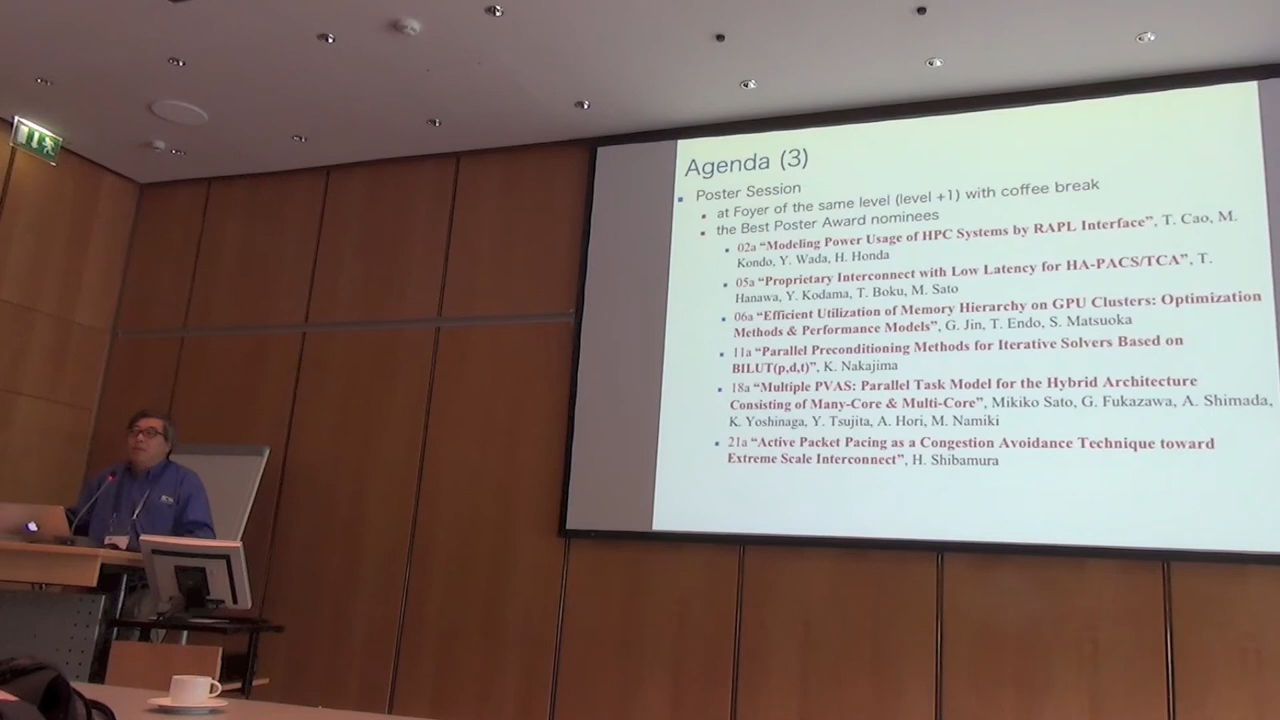 Agenda (3)
Poster Session
at Foyer of the same level (level +1) with coffee break
the Best Poster Award nominees
02a “Modeling Power Usage of HPC Systems by RAPL Interface”, T. Cao, M.
Kondo, Y. Wada, H. Honda
05a “Proprietary Interconnect with Low Latency for HA-PACS/TCA”, T.
Hanawa, Y. Kodama, T. Boku, M. Sato
06a “Efficient Utilization of Memory Hierarchy on GPU Clusters: Optimization
Methods & Performance Models”, G. Jin, T. Endo, S. Matsuoka
11a “Parallel Preconditioning Methods for Iterative Solvers Based on
BILUT(p,d,t)”, K. Nakajima
18a “Multiple PVAS: Parallel Task Model for the Hybrid Architecture
Consisting of Many-Core & Multi-Core”, Mikiko Sato, G. Fukazawa, A. Shimada,
K. Yoshinaga, Y. Tsujita, A. Hori, M. Namiki
21a “Active Packet Pacing as a Congestion Avoidance Technique toward
Extreme Scale Interconnect”, H. Shibamura